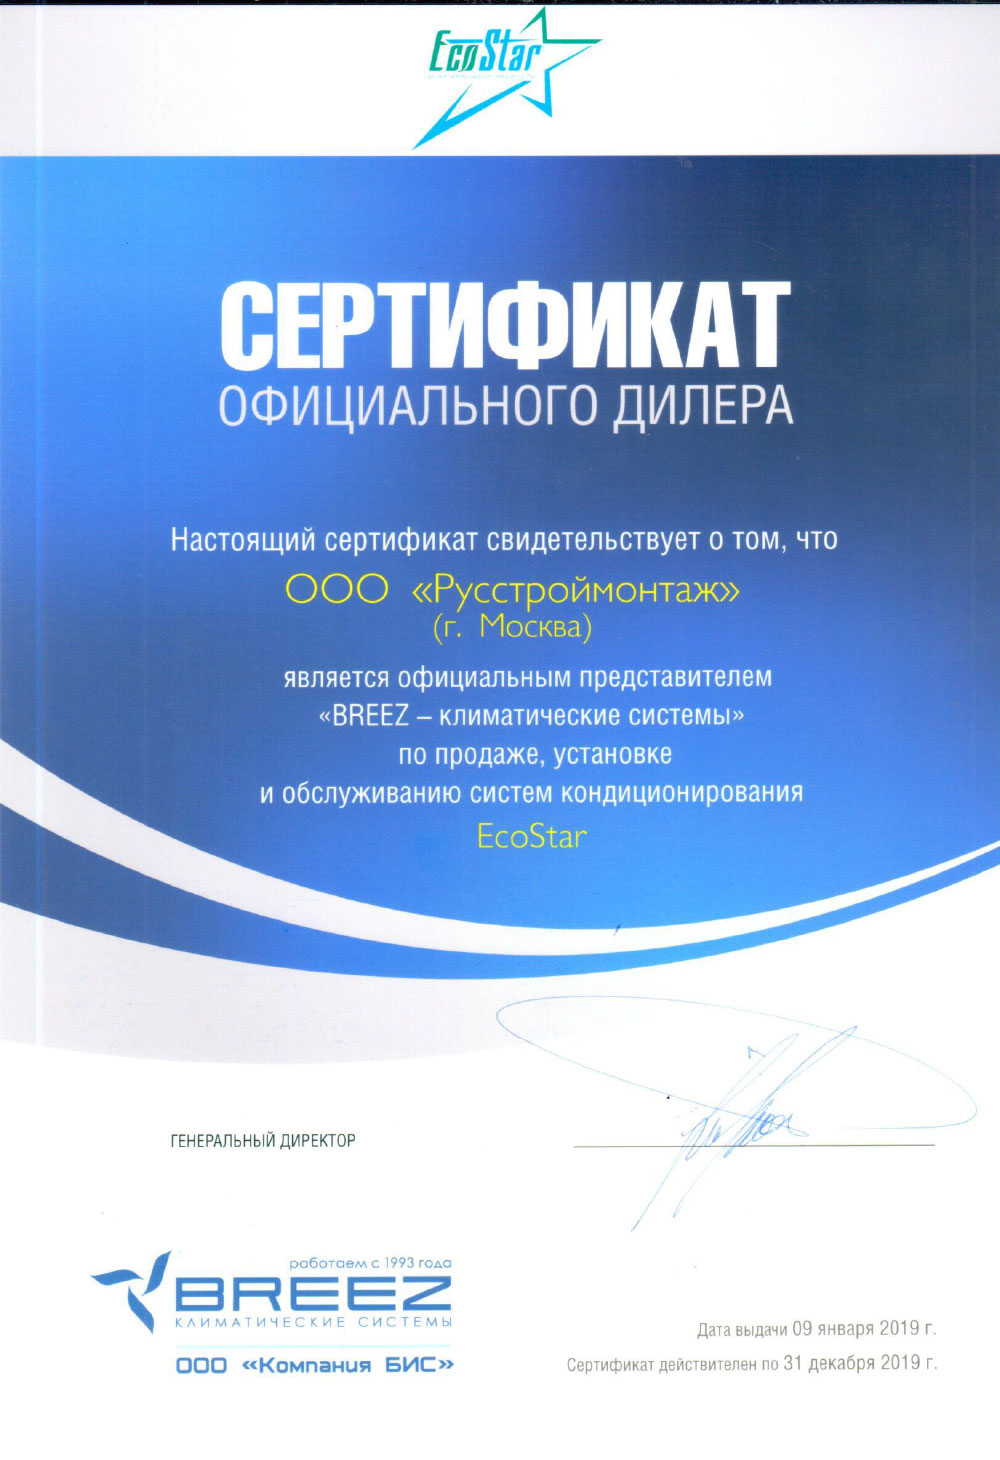 EcoStar
СЕРТИФИКАТ
ОФИЦИАЛЬНОГО ДИЛЕРА
Настоящий сертификат свидетельствует о том, что
ООО «Русстроймонтаж»
(г. Москва)
является официальным представителем
«BREEZ – климатические системы»
по продаже, установке
и обслуживанию систем кондиционирования
EcoStar
ГЕНЕРАЛЬНЫЙ ДИРЕКТОР
работаем с 1993 года
BREEZ
КЛИМАТИЧЕСКИЕ СИСТЕМЫ
ООО «Компания БИС»
Дата выдачи 09 января 2019 г.
Сертификат действителен по 31 декабря 2019 г.